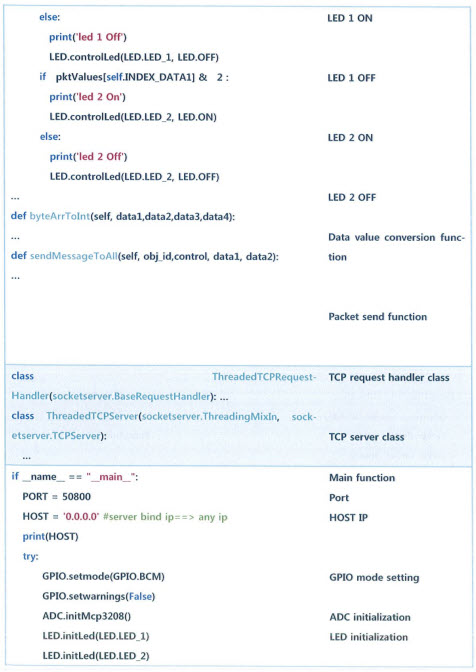 else:
LED 1 ON
print('led 1 Off')
LED.controlLed(LED.LED_1, LED.OFF)
if pktValues[self.INDEX_DATA1] & 2 :
LED 1 OFF
print('led 2 On')
LED.controlLed(LED.LED_2, LED.ON)
else:
LED 2 ON
print('led 2 Off')
LED.controlLed(LED.LED_2, LED.OFF)
...
LED 2 OFF
def byteArrToInt(self, data1,data2,data3,data4):
...
Data value conversion func-
def sendMessageToAll(self, obj_id,control, data1, data2):
tion
...
Packet send function
class ThreadedTCPRequest-
TCP request handler class
Handler(socketserver.BaseRequestHandler): ...
class ThreadedTCPServer(socketserver.ThreadingMixIn, sock-
etserver.TCPServer):
TCP server class
...
if __name__ == "__main__":
Main function
PORT = 50800
Port
HOST = '0.0.0.0' #server bind ip==> any ip
HOST IP
print(HOST)
try:
GPIO.setmode(GPIO.BCM)
GPIO mode setting
GPIO.setwarnings(False)
ADC.initMcp3208()
ADC initialization
LED.initLed(LED.LED_1)
LED initialization
LED.initLed(LED.LED_2)